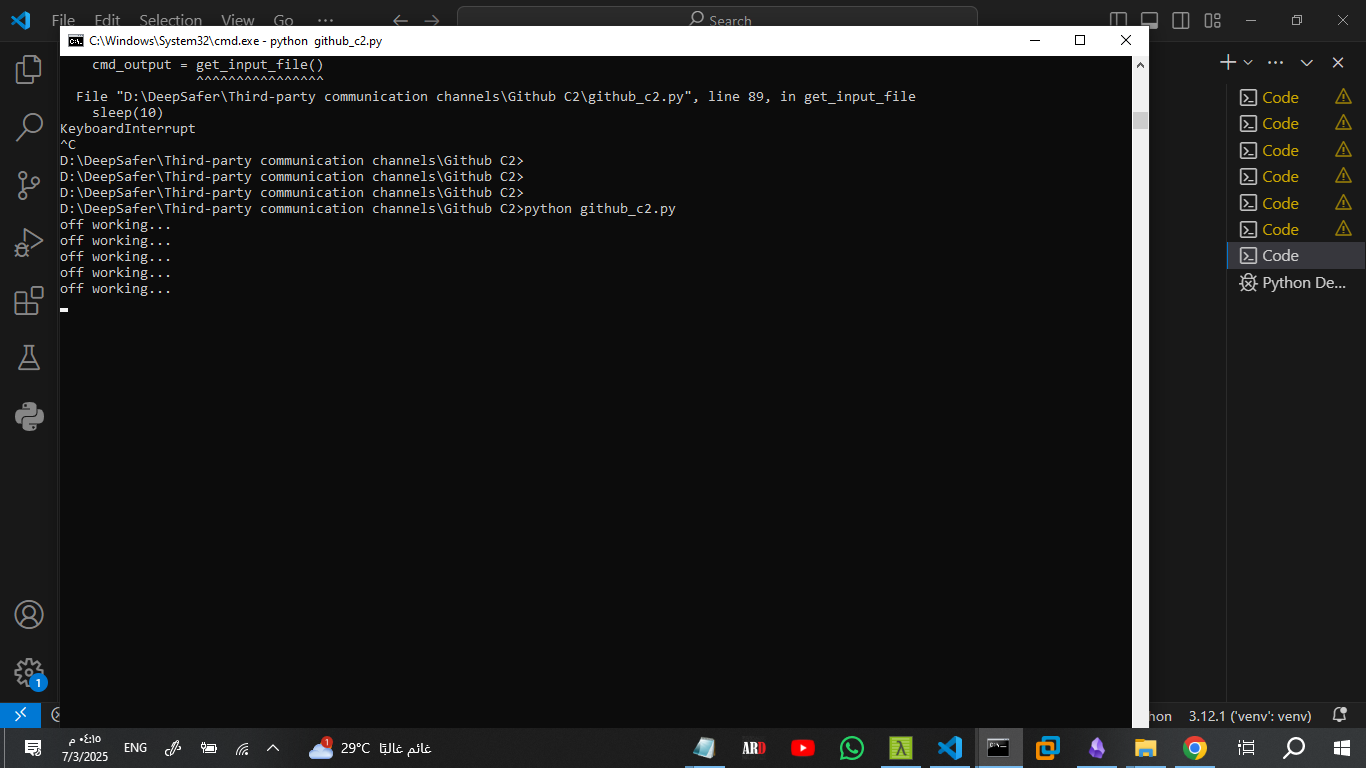 File Edit Selection View Go ··· Search
C:\Windows\System32\cmd.exe - python github_c2.py
cmd_output = get_input_file()
^^^^^^^^^^^^^^^^
File "D:\DeepSafer\Third-party communication channels\Github C2\github_c2.py", line 89, in get_input_file
sleep(10)
KeyboardInterrupt
^C
D:\DeepSafer\Third-party communication channels\Github C2>
D:\DeepSafer\Third-party communication channels\Github C2>
D:\DeepSafer\Third-party communication channels\Github C2>
D:\DeepSafer\Third-party communication channels\Github C2>python github_c2.py
off working...
off working...
off working...
off working...
off working...
Code
Code
Code
Code
Code
Code
Code
Python De...
1
hon 3.12.1 ('venv': venv)
٠٤:١٥ م
7/3/2025
ENG
1
29°C غائم غالبًا
ARD